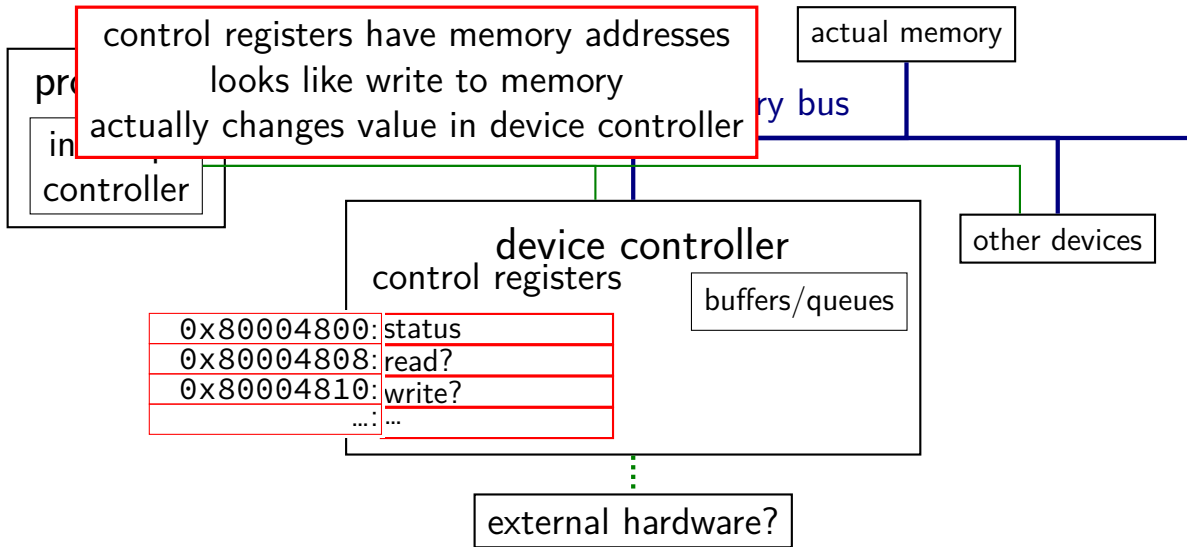 control registers have memory addresses
looks like write to memory
actually changes value in device controller
actual memory
bus
controller
other devices
device controller
control registers
buffers/queues
0x80004800: status
0x80004808: read?
0x80004810: write?
…: …
external hardware?